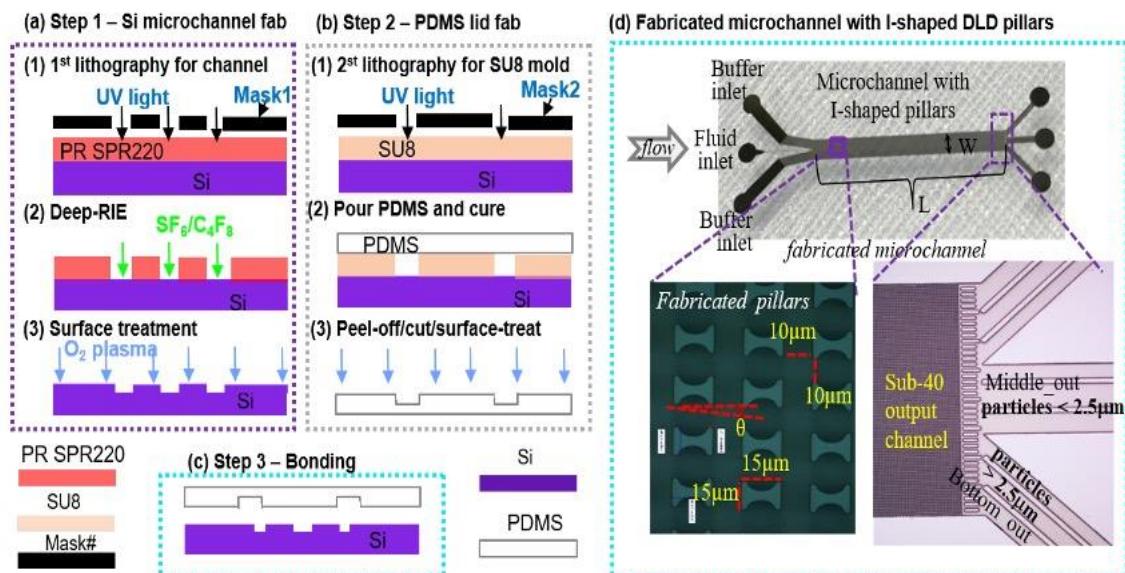 (a) Step 1 – Si microchannel fab
(1) 1st lithography for channel
UV light
Mask1
PR SPR220
Si
(2) Deep-RIE
SF6/C4F8
Si
(3) Surface treatment
O2 plasma
Si
(b) Step 2 – PDMS lid fab
(1) 2nd lithography for SU8 mold
UV light
Mask2
SU8
Si
(2) Pour PDMS and cure
PDMS
Si
(3) Peel-off/cut/surface-treat
PR SPR220
SU8
Mask#
(c) Step 3 – Bonding
Si
Si
PDMS
(d) Fabricated microchannel with I-shaped DLD pillars
Buffer
inlet
Microchannel with
I-shaped pillars
flow
Fluid
inlet
W
L
Buffer
inlet
fabricated microchannel
Fabricated pillars
10μm
10μm
θ
15μm
15μm
Sub-40
output
channel
Middle_out
particles < 2.5μm
particles
> 2.5μm
Bottom_out